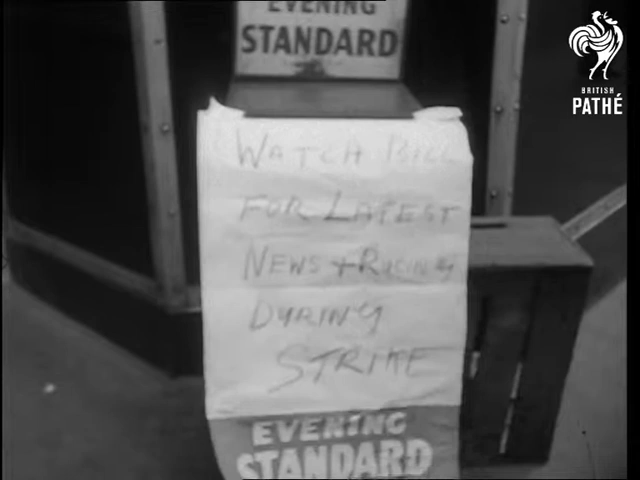 EVENING
STANDARD
BRITISH
PATHÉ
WATCH BILL
FOR LATEST
NEWS + RACING
DURING
STRIKE
EVENING
STANDARD